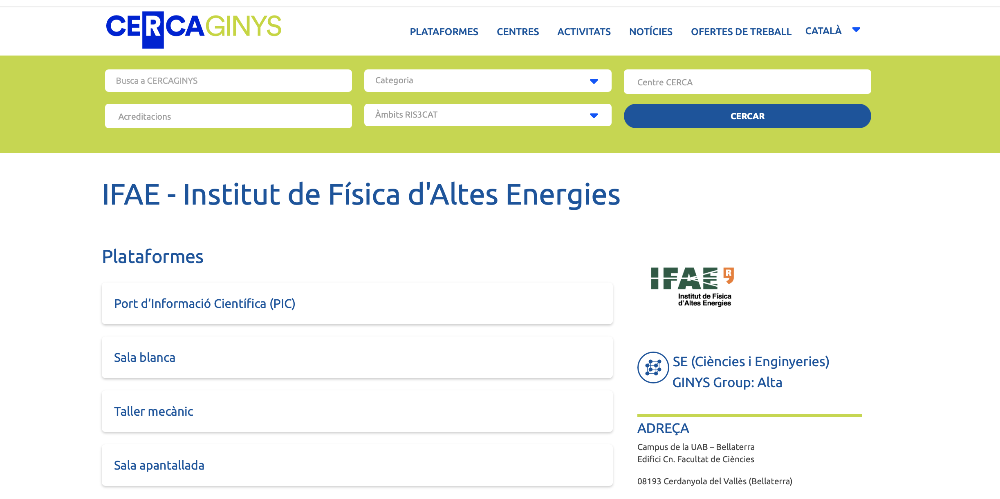 CERCAGINYS
PLATAFORMES
CENTRES
ACTIVITATS
NOTÍCIES
OFERTES DE TREBALL
CATALÀ
Busca a CERCAGINYS
Categoria
Centre CERCA
Acreditacions
Àmbits RIS3CAT
CERCAR
IFAE - Institut de Física d'Altes Energies
Plataformes
Port d’Informació Científica (PIC)
Sala blanca
Taller mecànic
Sala apantallada
IFAE R
Institut de Física
d’Altes Energies
SE (Ciències i Enginyeries)
GINYS Group: Alta
ADREÇA
Campus de la UAB – Bellaterra
Edifici Cn. Facultat de Ciències
08193 Cerdanyola del Vallès (Bellaterra)